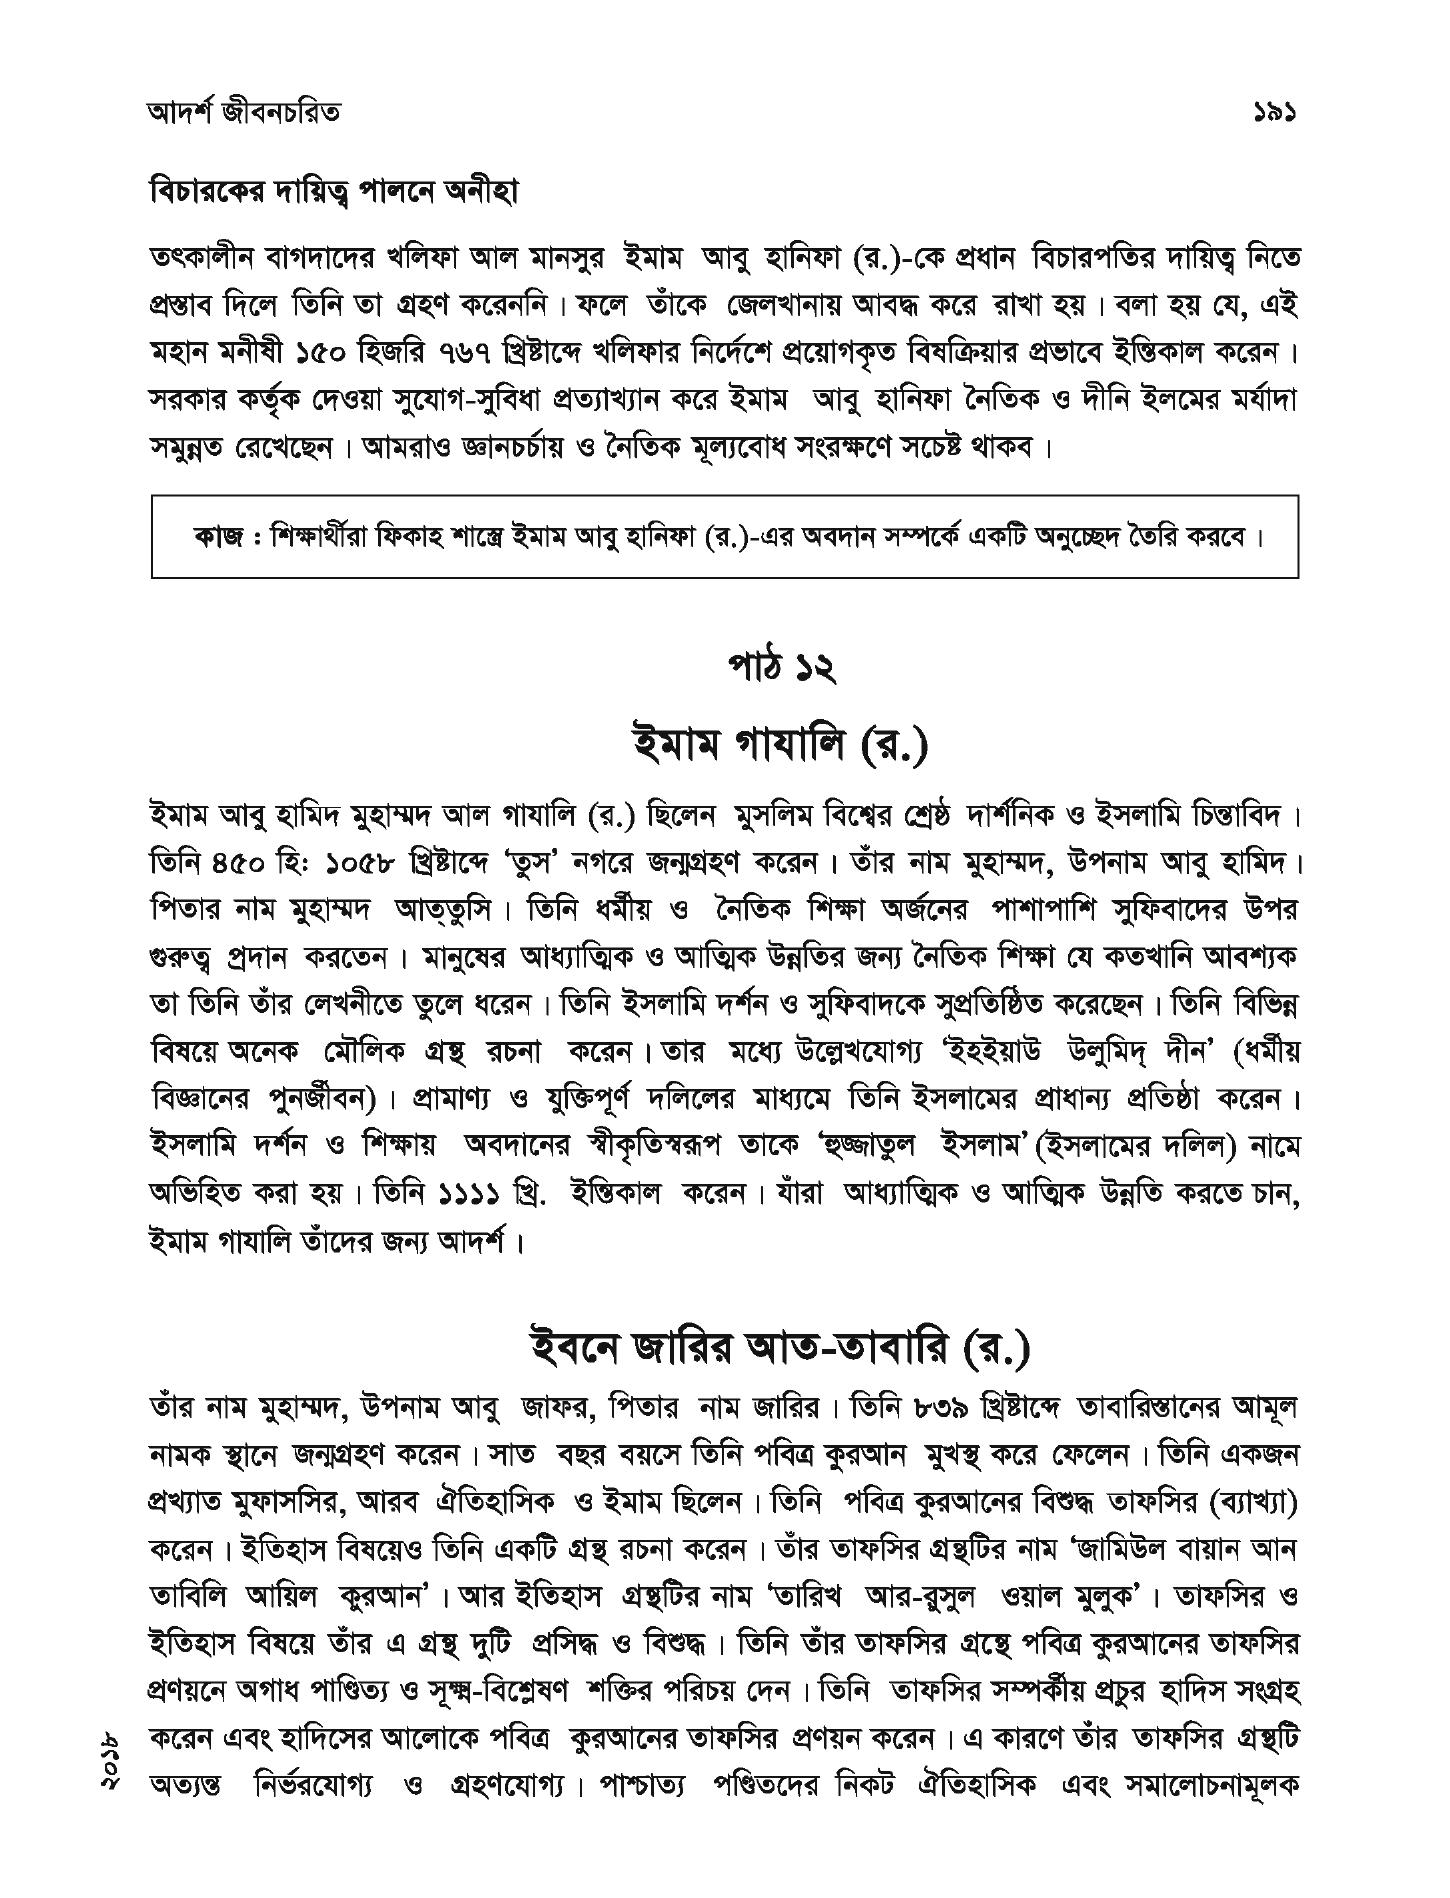 আদর্শ জীবনচরিত
১৯১
বিচারকের দায়িত্ব পালনে অনীহা
তৎকালীন বাগদাদের খলিফা আল মানসুর ইমাম আবু হানিফা (র.)-কে প্রধান বিচারপতির দায়িত্ব নিতে
প্রস্তাব দিলে তিনি তা গ্রহণ করেননি। ফলে তাঁকে জেলখানায় আবদ্ধ করে রাখা হয়। বলা হয় যে, এই
মহান মনীষী ১৫০ হিজরি ৭৬৭ খ্রিষ্টাব্দে খলিফার নির্দেশে প্রয়োগকৃত বিষক্রিয়ার প্রভাবে ইন্তিকাল করেন।
সরকার কর্তৃক দেওয়া সুযোগ-সুবিধা প্রত্যাখ্যান করে ইমাম আবু হানিফা নৈতিক ও দীনি ইলমের মর্যাদা
সমুন্নত রেখেছেন। আমরাও জ্ঞানচর্চায় ও নৈতিক মূল্যবোধ সংরক্ষণে সচেষ্ট থাকব।
কাজ : শিক্ষার্থীরা ফিকাহ শাস্ত্রে ইমাম আবু হানিফা (র.)-এর অবদান সম্পর্কে একটি অনুচ্ছেদ তৈরি করবে।
পাঠ ১২
ইমাম গাযালি (র.)
ইমাম আবু হামিদ মুহাম্মদ আল গাযালি (র.) ছিলেন মুসলিম বিশ্বের শ্রেষ্ঠ দার্শনিক ও ইসলামি চিন্তাবিদ।
তিনি ৪৫০ হি: ১০৫৮ খ্রিষ্টাব্দে ‘তুস’ নগরে জন্মগ্রহণ করেন। তাঁর নাম মুহাম্মদ, উপনাম আবু হামিদ।
পিতার নাম মুহাম্মদ আত্তুসি। তিনি ধর্মীয় ও নৈতিক শিক্ষা অর্জনের পাশাপাশি সুফিবাদের উপর
গুরুত্ব প্রদান করতেন। মানুষের আধ্যাত্মিক ও আত্মিক উন্নতির জন্য নৈতিক শিক্ষা যে কতখানি আবশ্যক
তা তিনি তাঁর লেখনীতে তুলে ধরেন। তিনি ইসলামি দর্শন ও সুফিবাদকে সুপ্রতিষ্ঠিত করেছেন। তিনি বিভিন্ন
বিষয়ে অনেক মৌলিক গ্রন্থ রচনা করেন। তার মধ্যে উল্লেখযোগ্য ‘ইহইয়াউ উলুমিদ্ দীন’ (ধর্মীয়
বিজ্ঞানের পুনর্জীবন)। প্রামাণ্য ও যুক্তিপূর্ণ দলিলের মাধ্যমে তিনি ইসলামের প্রাধান্য প্রতিষ্ঠা করেন।
ইসলামি দর্শন ও শিক্ষায় অবদানের স্বীকৃতিস্বরূপ তাকে ‘হুজ্জাতুল ইসলাম’ (ইসলামের দলিল) নামে
অভিহিত করা হয়। তিনি ১১১১ খ্রি. ইন্তিকাল করেন। যাঁরা আধ্যাত্মিক ও আত্মিক উন্নতি করতে চান,
ইমাম গাযালি তাঁদের জন্য আদর্শ।
ইবনে জারির আত-তাবারি (র.)
তাঁর নাম মুহাম্মদ, উপনাম আবু জাফর, পিতার নাম জারির। তিনি ৮৩৯ খ্রিষ্টাব্দে তাবারিস্তানের আমূল
নামক স্থানে জন্মগ্রহণ করেন। সাত বছর বয়সে তিনি পবিত্র কুরআন মুখস্থ করে ফেলেন। তিনি একজন
প্রখ্যাত মুফাসসির, আরব ঐতিহাসিক ও ইমাম ছিলেন। তিনি পবিত্র কুরআনের বিশুদ্ধ তাফসির (ব্যাখ্যা)
করেন। ইতিহাস বিষয়েও তিনি একটি গ্রন্থ রচনা করেন। তাঁর তাফসির গ্রন্থটির নাম ‘জামিউল বায়ান আন
তাবিলি আয়িল কুরআন’। আর ইতিহাস গ্রন্থটির নাম ‘তারিখ আর-রুসুল ওয়াল মুলুক’। তাফসির ও
ইতিহাস বিষয়ে তাঁর এ গ্রন্থ দুটি প্রসিদ্ধ ও বিশুদ্ধ। তিনি তাঁর তাফসির গ্রন্থে পবিত্র কুরআনের তাফসির
প্রণয়নে অগাধ পাণ্ডিত্য ও সূক্ষ্ম-বিশ্লেষণ শক্তির পরিচয় দেন। তিনি তাফসির সম্পর্কীয় প্রচুর হাদিস সংগ্রহ
করেন এবং হাদিসের আলোকে পবিত্র কুরআনের তাফসির প্রণয়ন করেন। এ কারণে তাঁর তাফসির গ্রন্থটি
অত্যন্ত নির্ভরযোগ্য ও গ্রহণযোগ্য। পাশ্চাত্য পণ্ডিতদের নিকট ঐতিহাসিক এবং সমালোচনামূলক
২০১৮